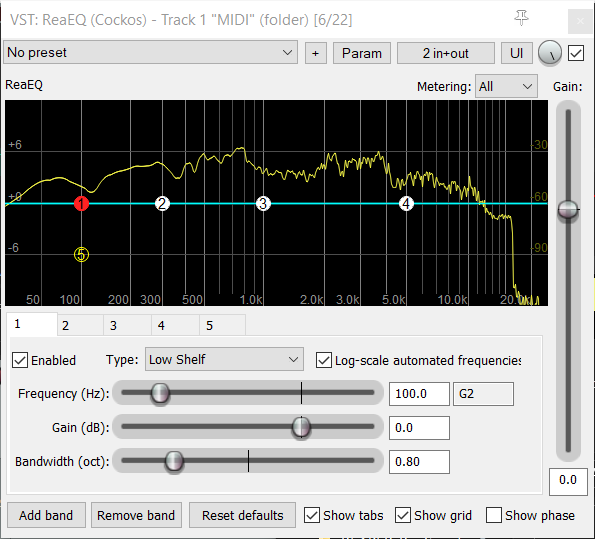 VST: ReaEQ (Cockos) - Track 1 "MIDI" (folder) [6/22]
No preset + Param 2 in+out UI
ReaEQ Metering: All Gain:
+6 -30
+0 1 2 3 4 -60
-6 5 -90
50 100 200 300 500 1.0k 2.0k 3.0k 5.0k 10.0k 20.0k
1 2 3 4 5
Enabled Type: Low Shelf Log-scale automated frequencies
Frequency (Hz): 100.0 G2
Gain (dB): 0.0
Bandwidth (oct): 0.80
0.0
Add band Remove band Reset defaults Show tabs Show grid Show phase